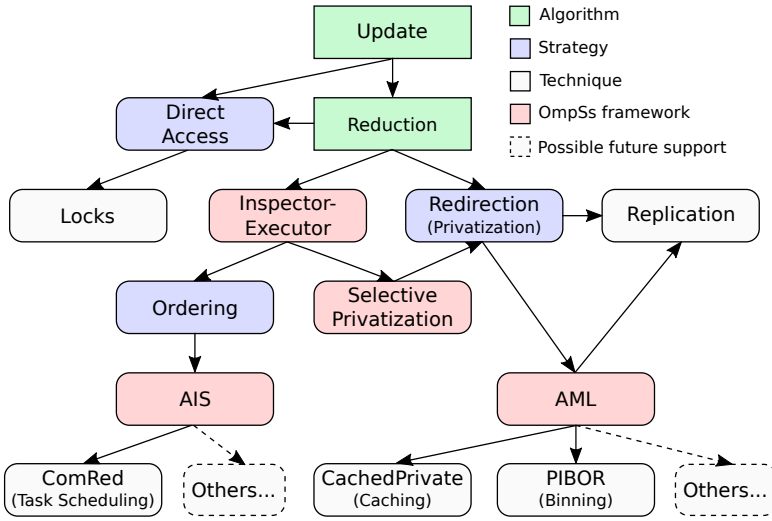 Update
Algorithm
Strategy
Technique
OmpSs framework
Possible future support
Direct
Access
Reduction
Locks
Inspector-
Executor
Redirection
(Privatization)
Replication
Ordering
Selective
Privatization
AIS
AML
ComRed
(Task Scheduling)
Others...
CachedPrivate
(Caching)
PIBOR
(Binning)
Others...